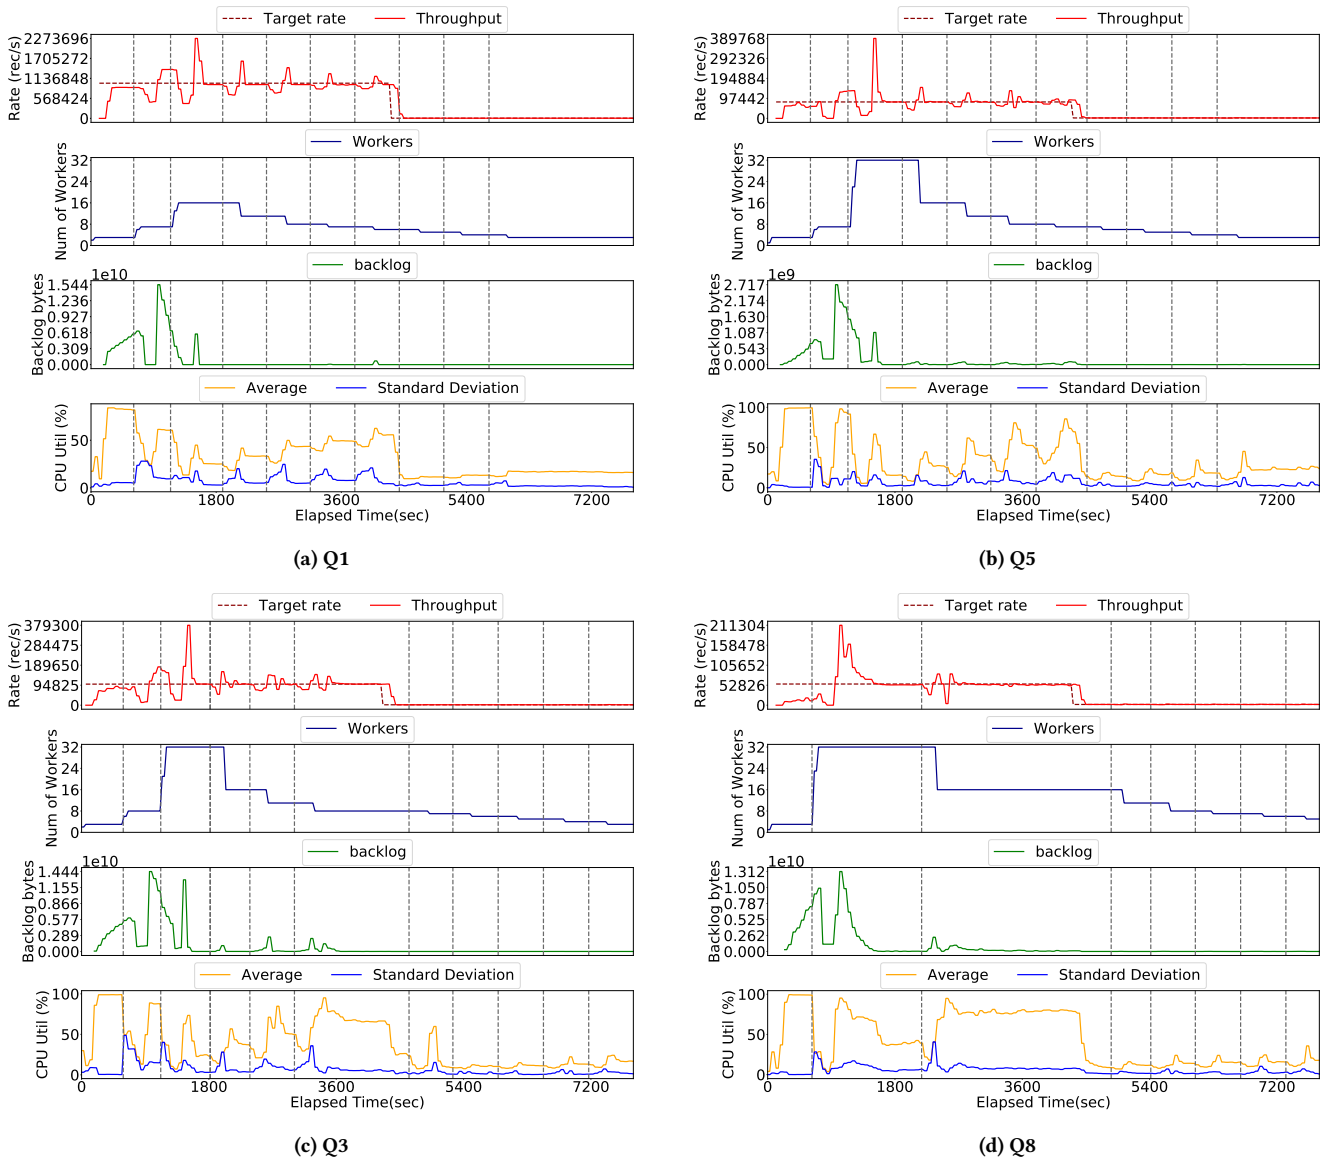 Target rate Throughput
Rate (rec/s)
2273696
1705272
1136848
568424
0
Workers
Num of Workers
32
24
16
8
0
backlog
1e10
Backlog bytes
1.544
1.236
0.927
0.618
0.309
0.000
Average Standard Deviation
CPU Util (%)
50
0
0 1800 3600 5400 7200
Elapsed Time(sec)
(a) Q1
Target rate Throughput
Rate (rec/s)
389768
292326
194884
97442
0
Workers
Num of Workers
32
24
16
8
0
backlog
1e9
Backlog bytes
2.717
2.174
1.630
1.087
0.543
0.000
Average Standard Deviation
CPU Util (%)
100
50
0
0 1800 3600 5400 7200
Elapsed Time(sec)
(b) Q5
Target rate Throughput
Rate (rec/s)
379300
284475
189650
94825
0
Workers
Num of Workers
32
24
16
8
0
backlog
1e10
Backlog bytes
1.444
1.155
0.866
0.577
0.289
0.000
Average Standard Deviation
CPU Util (%)
100
50
0
0 1800 3600 5400 7200
Elapsed Time(sec)
(c) Q3
Target rate Throughput
Rate (rec/s)
211304
158478
105652
52826
0
Workers
Num of Workers
32
24
16
8
0
backlog
1e10
Backlog bytes
1.312
1.050
0.787
0.525
0.262
0.000
Average Standard Deviation
CPU Util (%)
100
50
0
0 1800 3600 5400 7200
Elapsed Time(sec)
(d) Q8